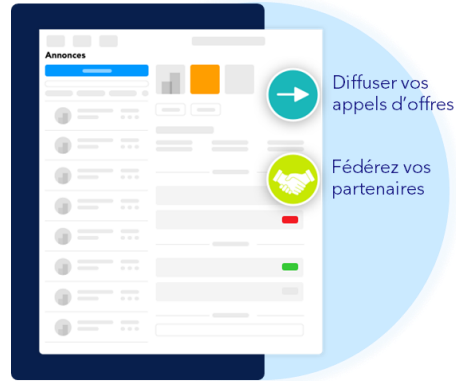 Annonces
Diffuser vos
appels d'offres
Fédérez vos
partenaires